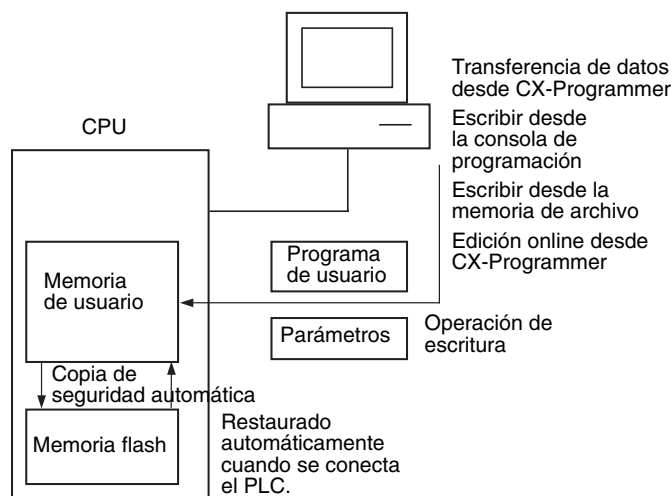 Transferencia de datos
desde CX-Programmer
Escribir desde
la consola de
programación
Escribir desde la
memoria de archivo
Edición online desde
CX-Programmer
CPU
Programa
de usuario
Memoria
de usuario
Parámetros
Operación de
escritura
Copia de
seguridad automática
Memoria flash
Restaurado
automáticamente
cuando se conecta
el PLC.